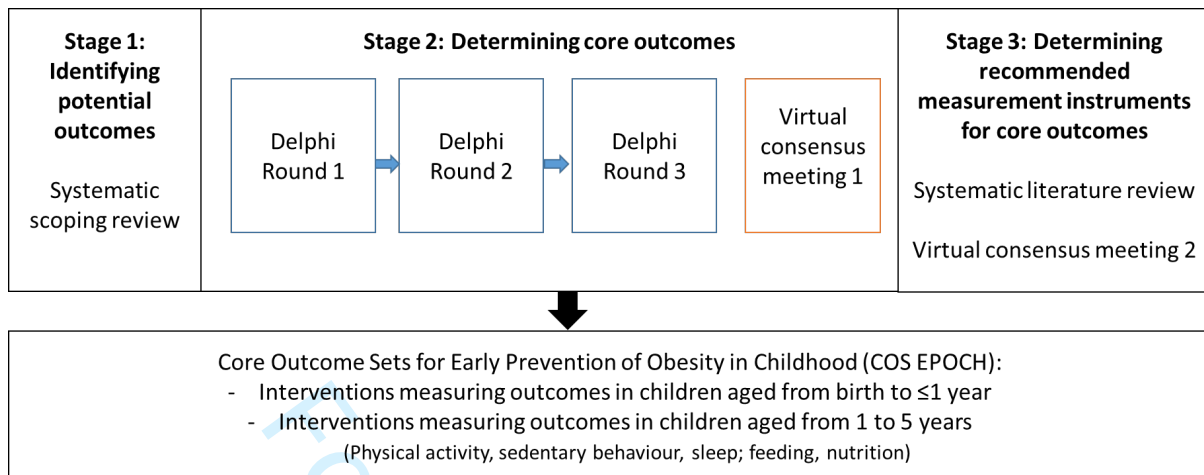 Stage 1:
Identifying
potential
outcomes
Systematic
scoping review
Stage 2: Determining core outcomes
Delphi
Round 1
Delphi
Round 2
Delphi
Round 3
Virtual
consensus
meeting 1
Stage 3: Determining
recommended
measurement instruments
for core outcomes
Systematic literature review
Virtual consensus meeting 2
Core Outcome Sets for Early Prevention of Obesity in Childhood (COS EPOCH):
- Interventions measuring outcomes in children aged from birth to ≤1 year
- Interventions measuring outcomes in children aged from 1 to 5 years
(Physical activity, sedentary behaviour, sleep; feeding, nutrition)